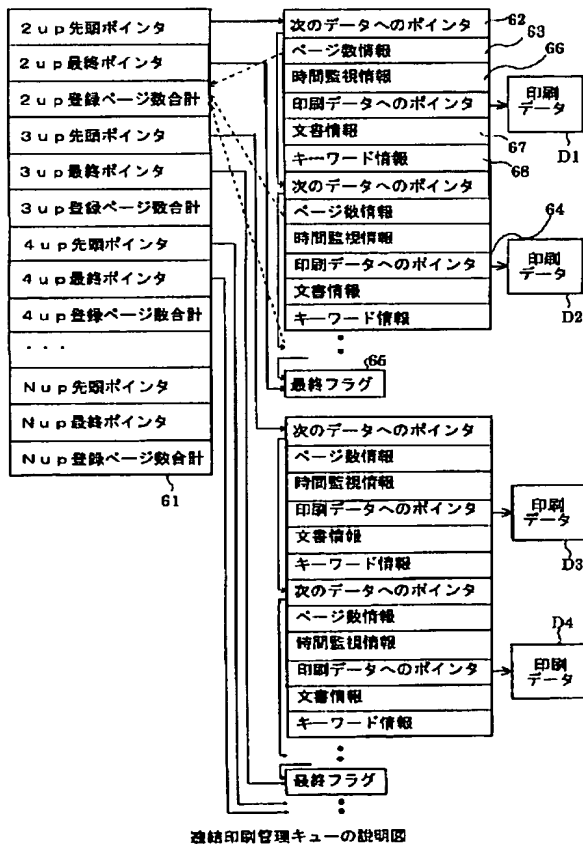 2up先頭ポインタ
2up最終ポインタ
2up登録ページ数合計
3up先頭ポインタ
3up最終ポインタ
3up登録ページ数合計
4up先頭ポインタ
4up最終ポインタ
4up登録ページ数合計
・・・
Nup先頭ポインタ
Nup最終ポインタ
Nup登録ページ数合計
61
次のデータへのポインタ
62
ページ数情報
63
時間監視情報
66
印刷データへのポインタ
印刷
データ
D1
文書情報
67
キーワード情報
68
次のデータへのポインタ
ページ数情報
時間監視情報
64
印刷データへのポインタ
印刷
データ
D2
文書情報
キーワード情報
65
最終フラグ
次のデータへのポインタ
ページ数情報
時間監視情報
印刷データへのポインタ
印刷
データ
D3
文書情報
キーワード情報
次のデータへのポインタ
ページ数情報
時間監視情報
D4
印刷データへのポインタ
印刷
データ
文書情報
キーワード情報
最終フラグ
連結印刷管理キューの説明図